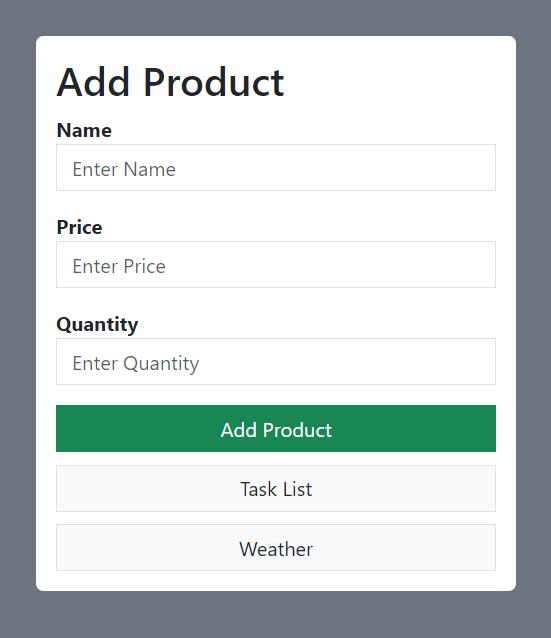 Add Product
Name
Enter Name
Price
Enter Price
Quantity
Enter Quantity
Add Product
Task List
Weather